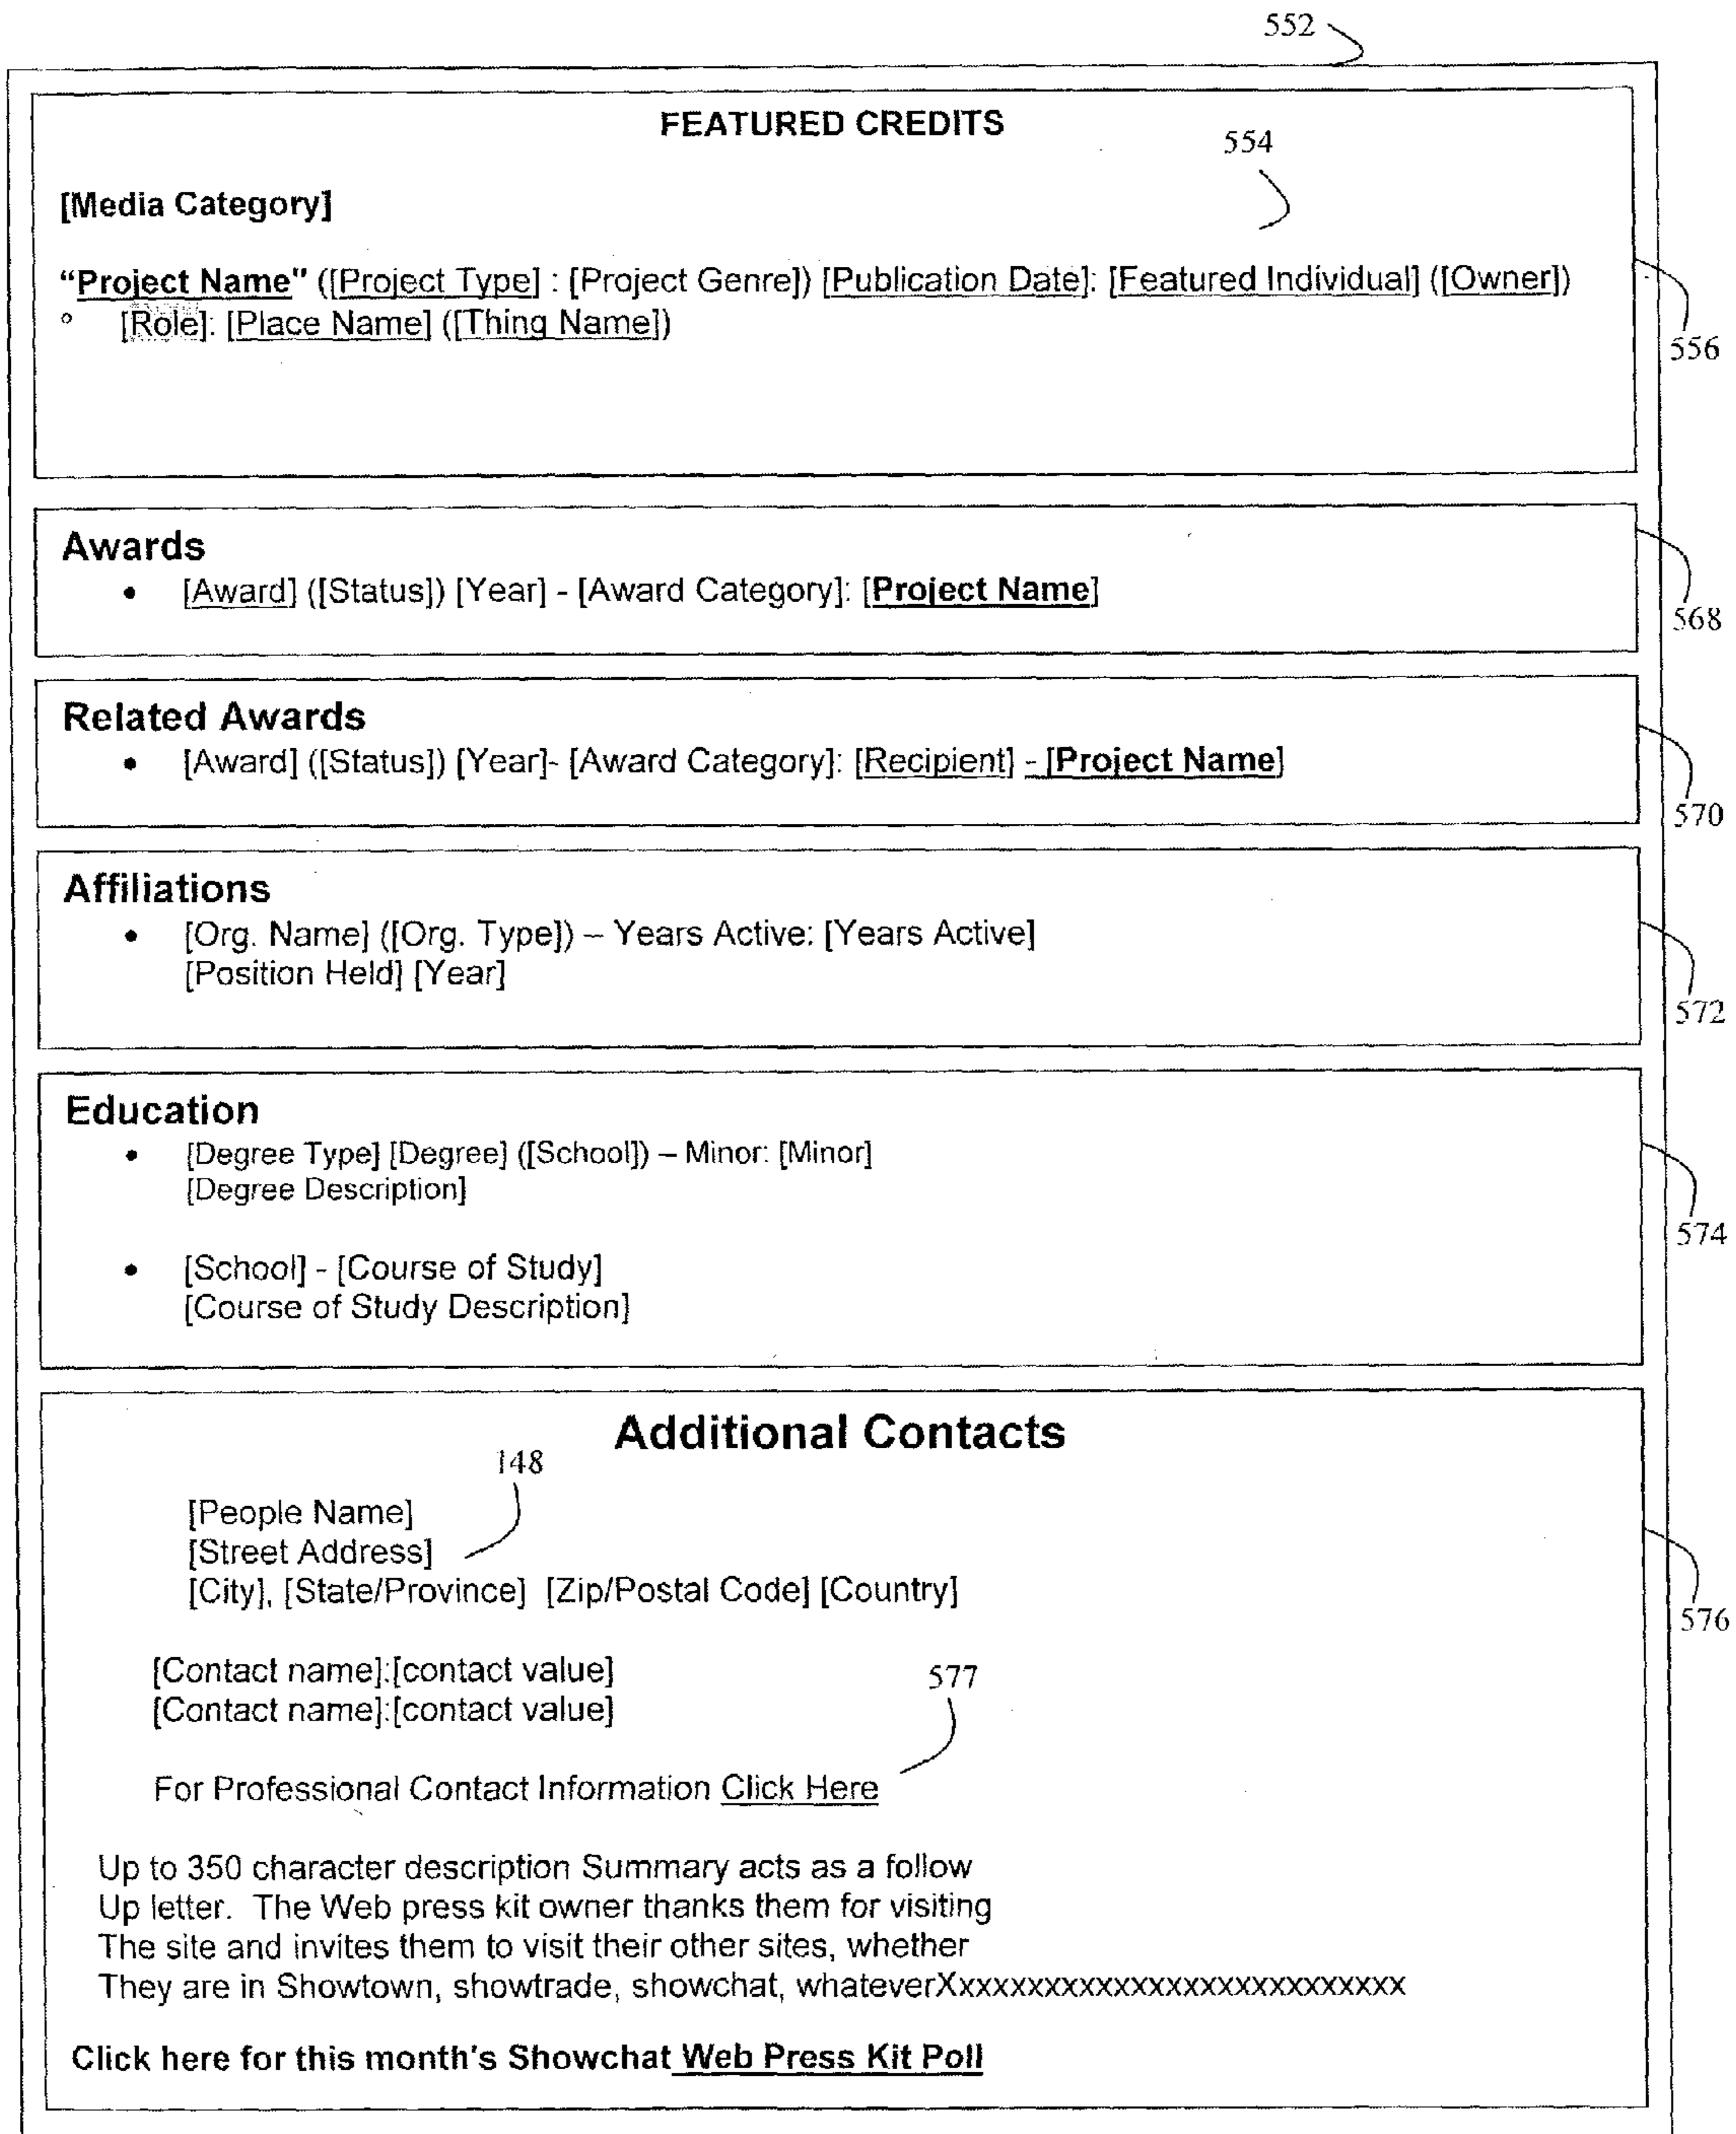 552
FEATURED CREDITS
554
[Media Category]
“Project Name” ([Project Type] : [Project Genre]) [Publication Date]: [Featured Individual] ([Owner])
° [Role]: [Place Name] ([Thing Name])
556
Awards
• [Award] ([Status]) [Year] - [Award Category]: [Project Name]
568
Related Awards
• [Award] ([Status]) [Year]- [Award Category]: [Recipient] - [Project Name]
570
Affiliations
• [Org. Name] ([Org. Type]) – Years Active: [Years Active]
[Position Held] [Year]
572
Education
• [Degree Type] [Degree] ([School]) – Minor: [Minor]
[Degree Description]
574
• [School] - [Course of Study]
[Course of Study Description]
Additional Contacts
148
[People Name]
[Street Address]
[City], [State/Province] [Zip/Postal Code] [Country]
576
[Contact name]:[contact value]
577
[Contact name]:[contact value]
For Professional Contact Information Click Here
Up to 350 character description Summary acts as a follow
Up letter. The Web press kit owner thanks them for visiting
The site and invites them to visit their other sites, whether
They are in Showtown, showtrade, showchat, whateverXxxxxxxxxxxxxxxxxxxxxxxxxxx
Click here for this month's Showchat Web Press Kit Poll